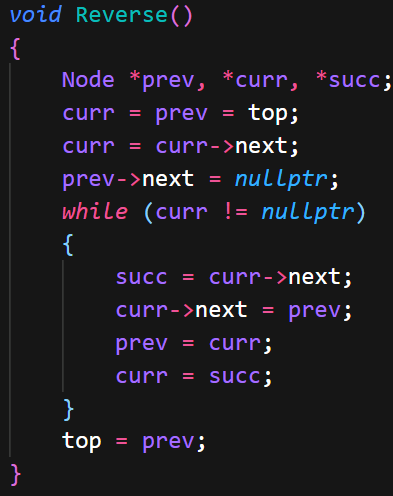 void Reverse()
{
    Node *prev, *curr, *succ;
    curr = prev = top;
    curr = curr->next;
    prev->next = nullptr;
    while (curr != nullptr)
    {
        succ = curr->next;
        curr->next = prev;
        prev = curr;
        curr = succ;
    }
    top = prev;
}